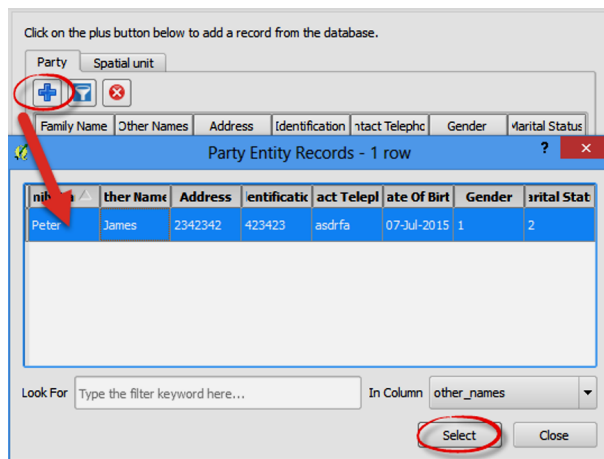 Click on the plus button below to add a record from the database.
Party Spatial unit
Family Name Other Names Address Identification ntact Telepho Gender Marital Status
Party Entity Records - 1 row ? ×
ther Name Address lentificatic act Telepl ate Of Birt Gender arital Stat
Peter James 2342342 423423 asdrfa 07-Jul-2015 1 2
Look For Type the filter keyword here... In Column other_names
Select Close